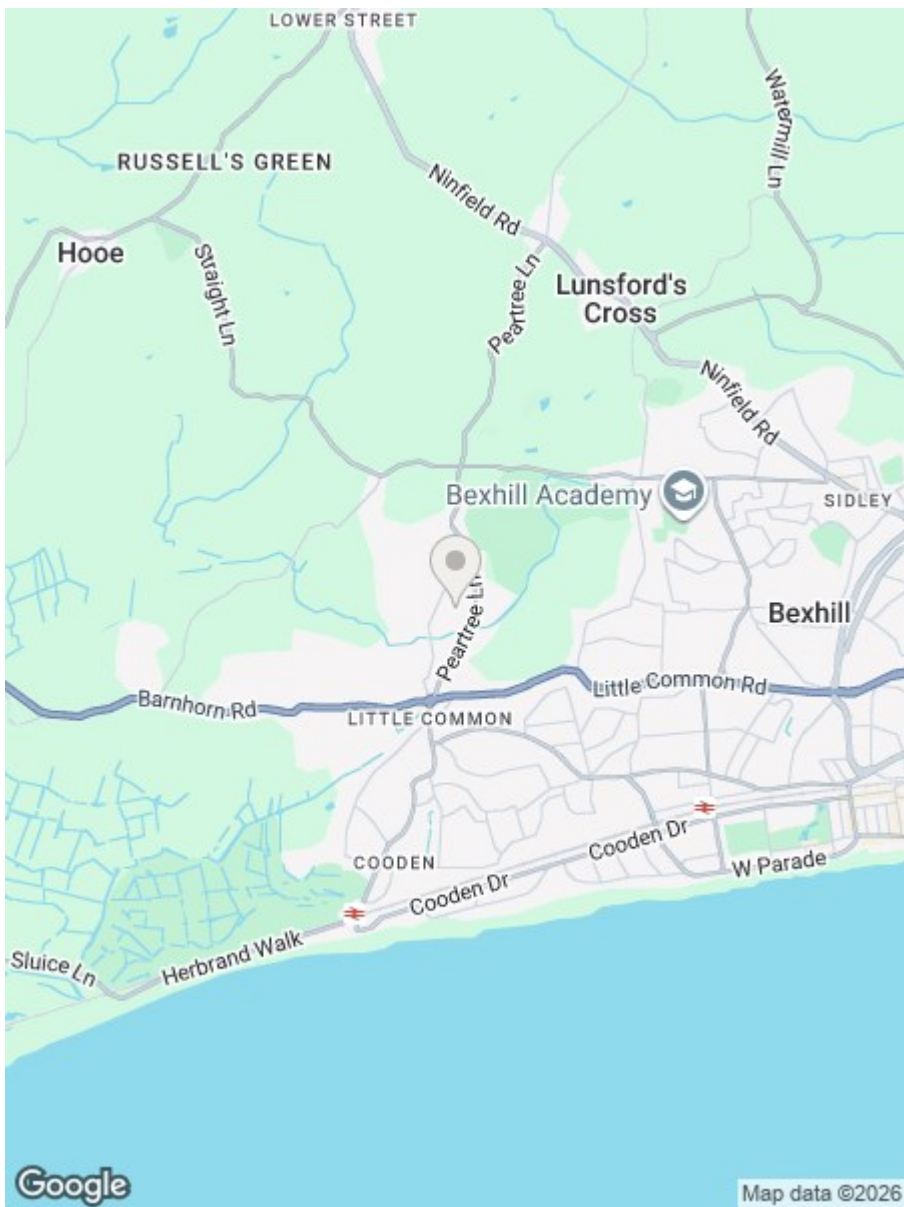 LOWER STREET
Watermill Ln
RUSSELL'S GREEN
Ninfield Rd
Hooe
Straight Ln
Peartree Ln
Lunsford's
Cross
Ninfield Rd
Bexhill Academy
SIDLEY
Peartree Ln
Bexhill
Barnhorn Rd
Little Common Rd
LITTLE COMMON
COODEN
Cooden Dr
W Parade
Cooden Dr
Herbrand Walk
Sluice Ln
Google
Map data ©2026